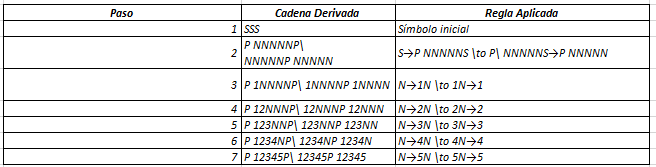 Paso Cadena Derivada Regla Aplicada
1 SSS Símbolo inicial
2 P NNNNNP\ NNNNNP NNNNN S→P NNNNNS \to P\ NNNNNS→P NNNNN
3 P 1NNNNP\ 1NNNNP 1NNNN N→1N \to 1N→1
4 P 12NNNP\ 12NNNP 12NNN N→2N \to 2N→2
5 P 123NNP\ 123NNP 123NN N→3N \to 3N→3
6 P 1234NP\ 1234NP 1234N N→4N \to 4N→4
7 P 12345P\ 12345P 12345 N→5N \to 5N→5